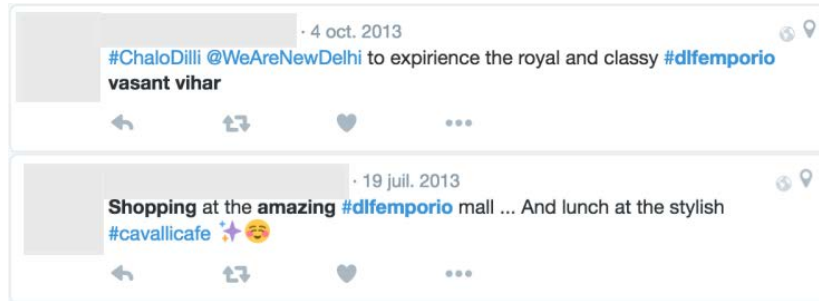 · 4 oct. 2013
#ChaloDilli @WeAreNewDelhi to expirience the royal and classy #dlfemporio
vasant vihar
· 19 juil. 2013
Shopping at the amazing #dlfemporio mall ... And lunch at the stylish
#cavallicafe ✨☺️